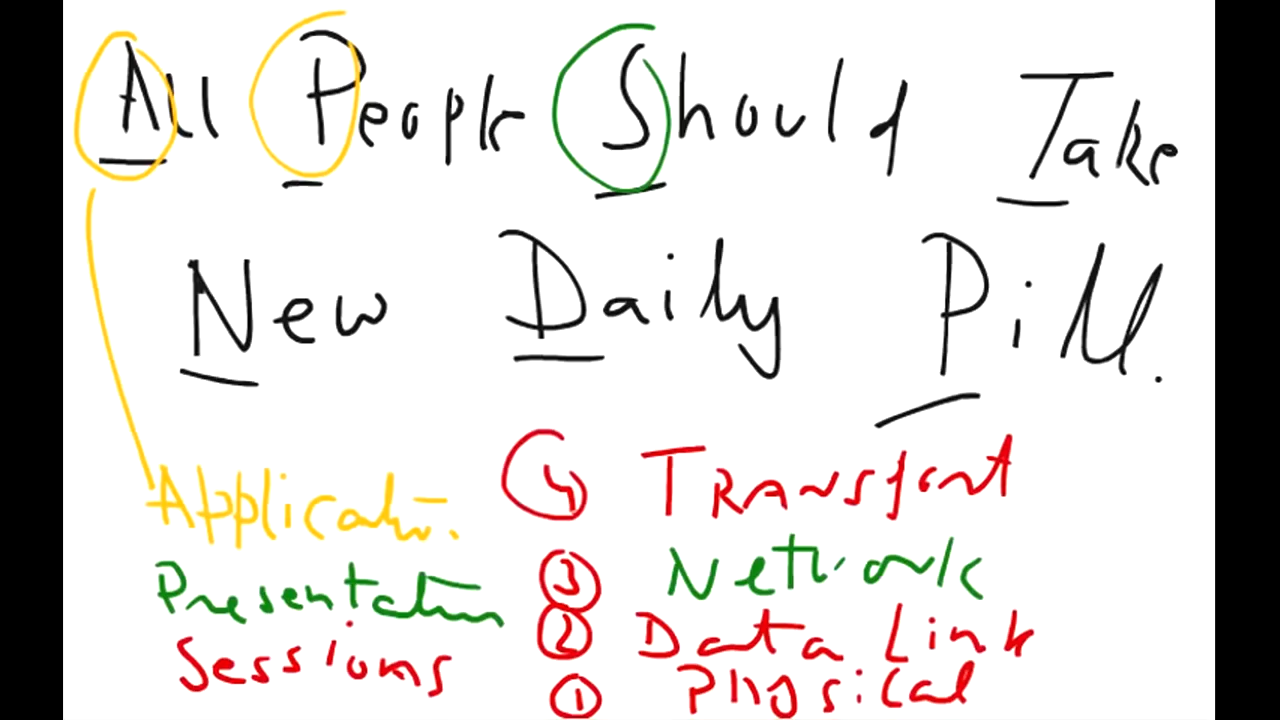 All People Should Take
New Daily Pill.
Application.
Presentation
Sessions
4 Transport
3 Network
2 Data Link
1 Physical